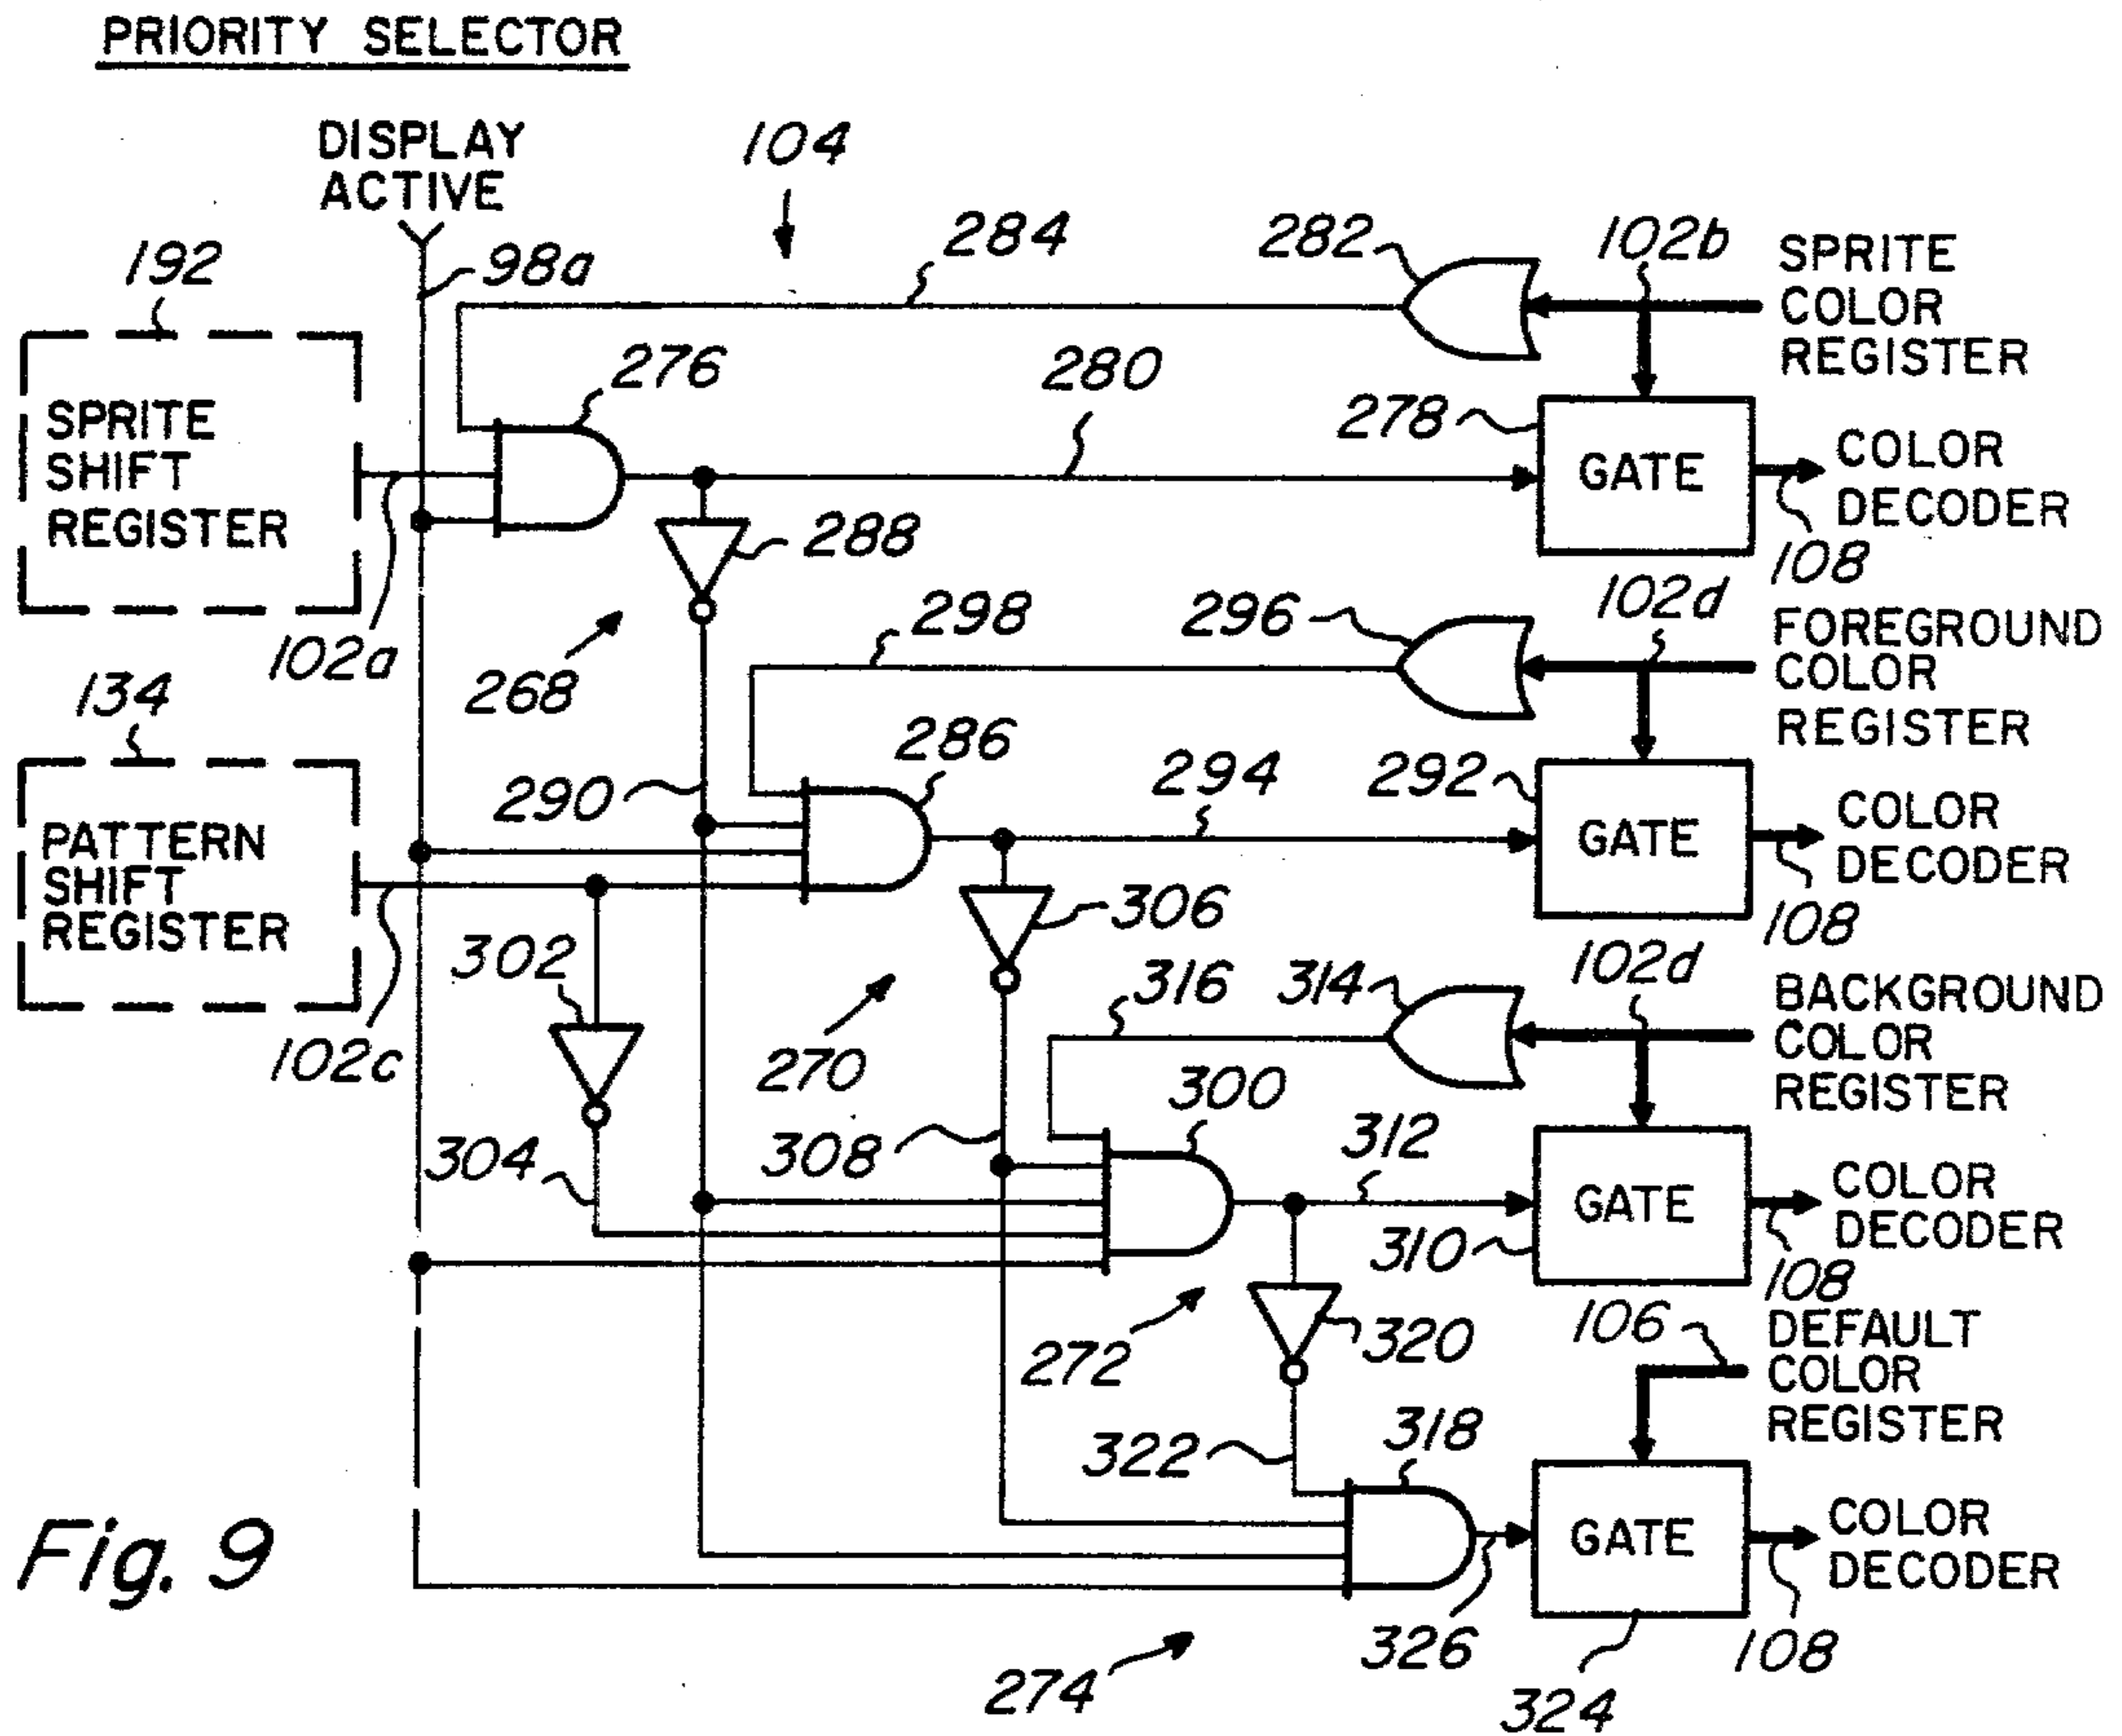 PRIORITY SELECTOR
DISPLAY
ACTIVE
104
192
98a
284
282
102b
SPRITE
COLOR
REGISTER
276
280
278
SPRITE
SHIFT
REGISTER
GATE
COLOR
DECODER
288
108
102a
268
298
296
102d
FOREGROUND
COLOR
REGISTER
134
286
290
294
292
PATTERN
SHIFT
REGISTER
GATE
COLOR
DECODER
306
108
302
102c
270
316
314
102d
BACKGROUND
COLOR
REGISTER
300
304
308
312
310
GATE
COLOR
DECODER
108
272
320
106
DEFAULT
COLOR
REGISTER
322
318
Fig. 9
GATE
COLOR
DECODER
326
108
274
324